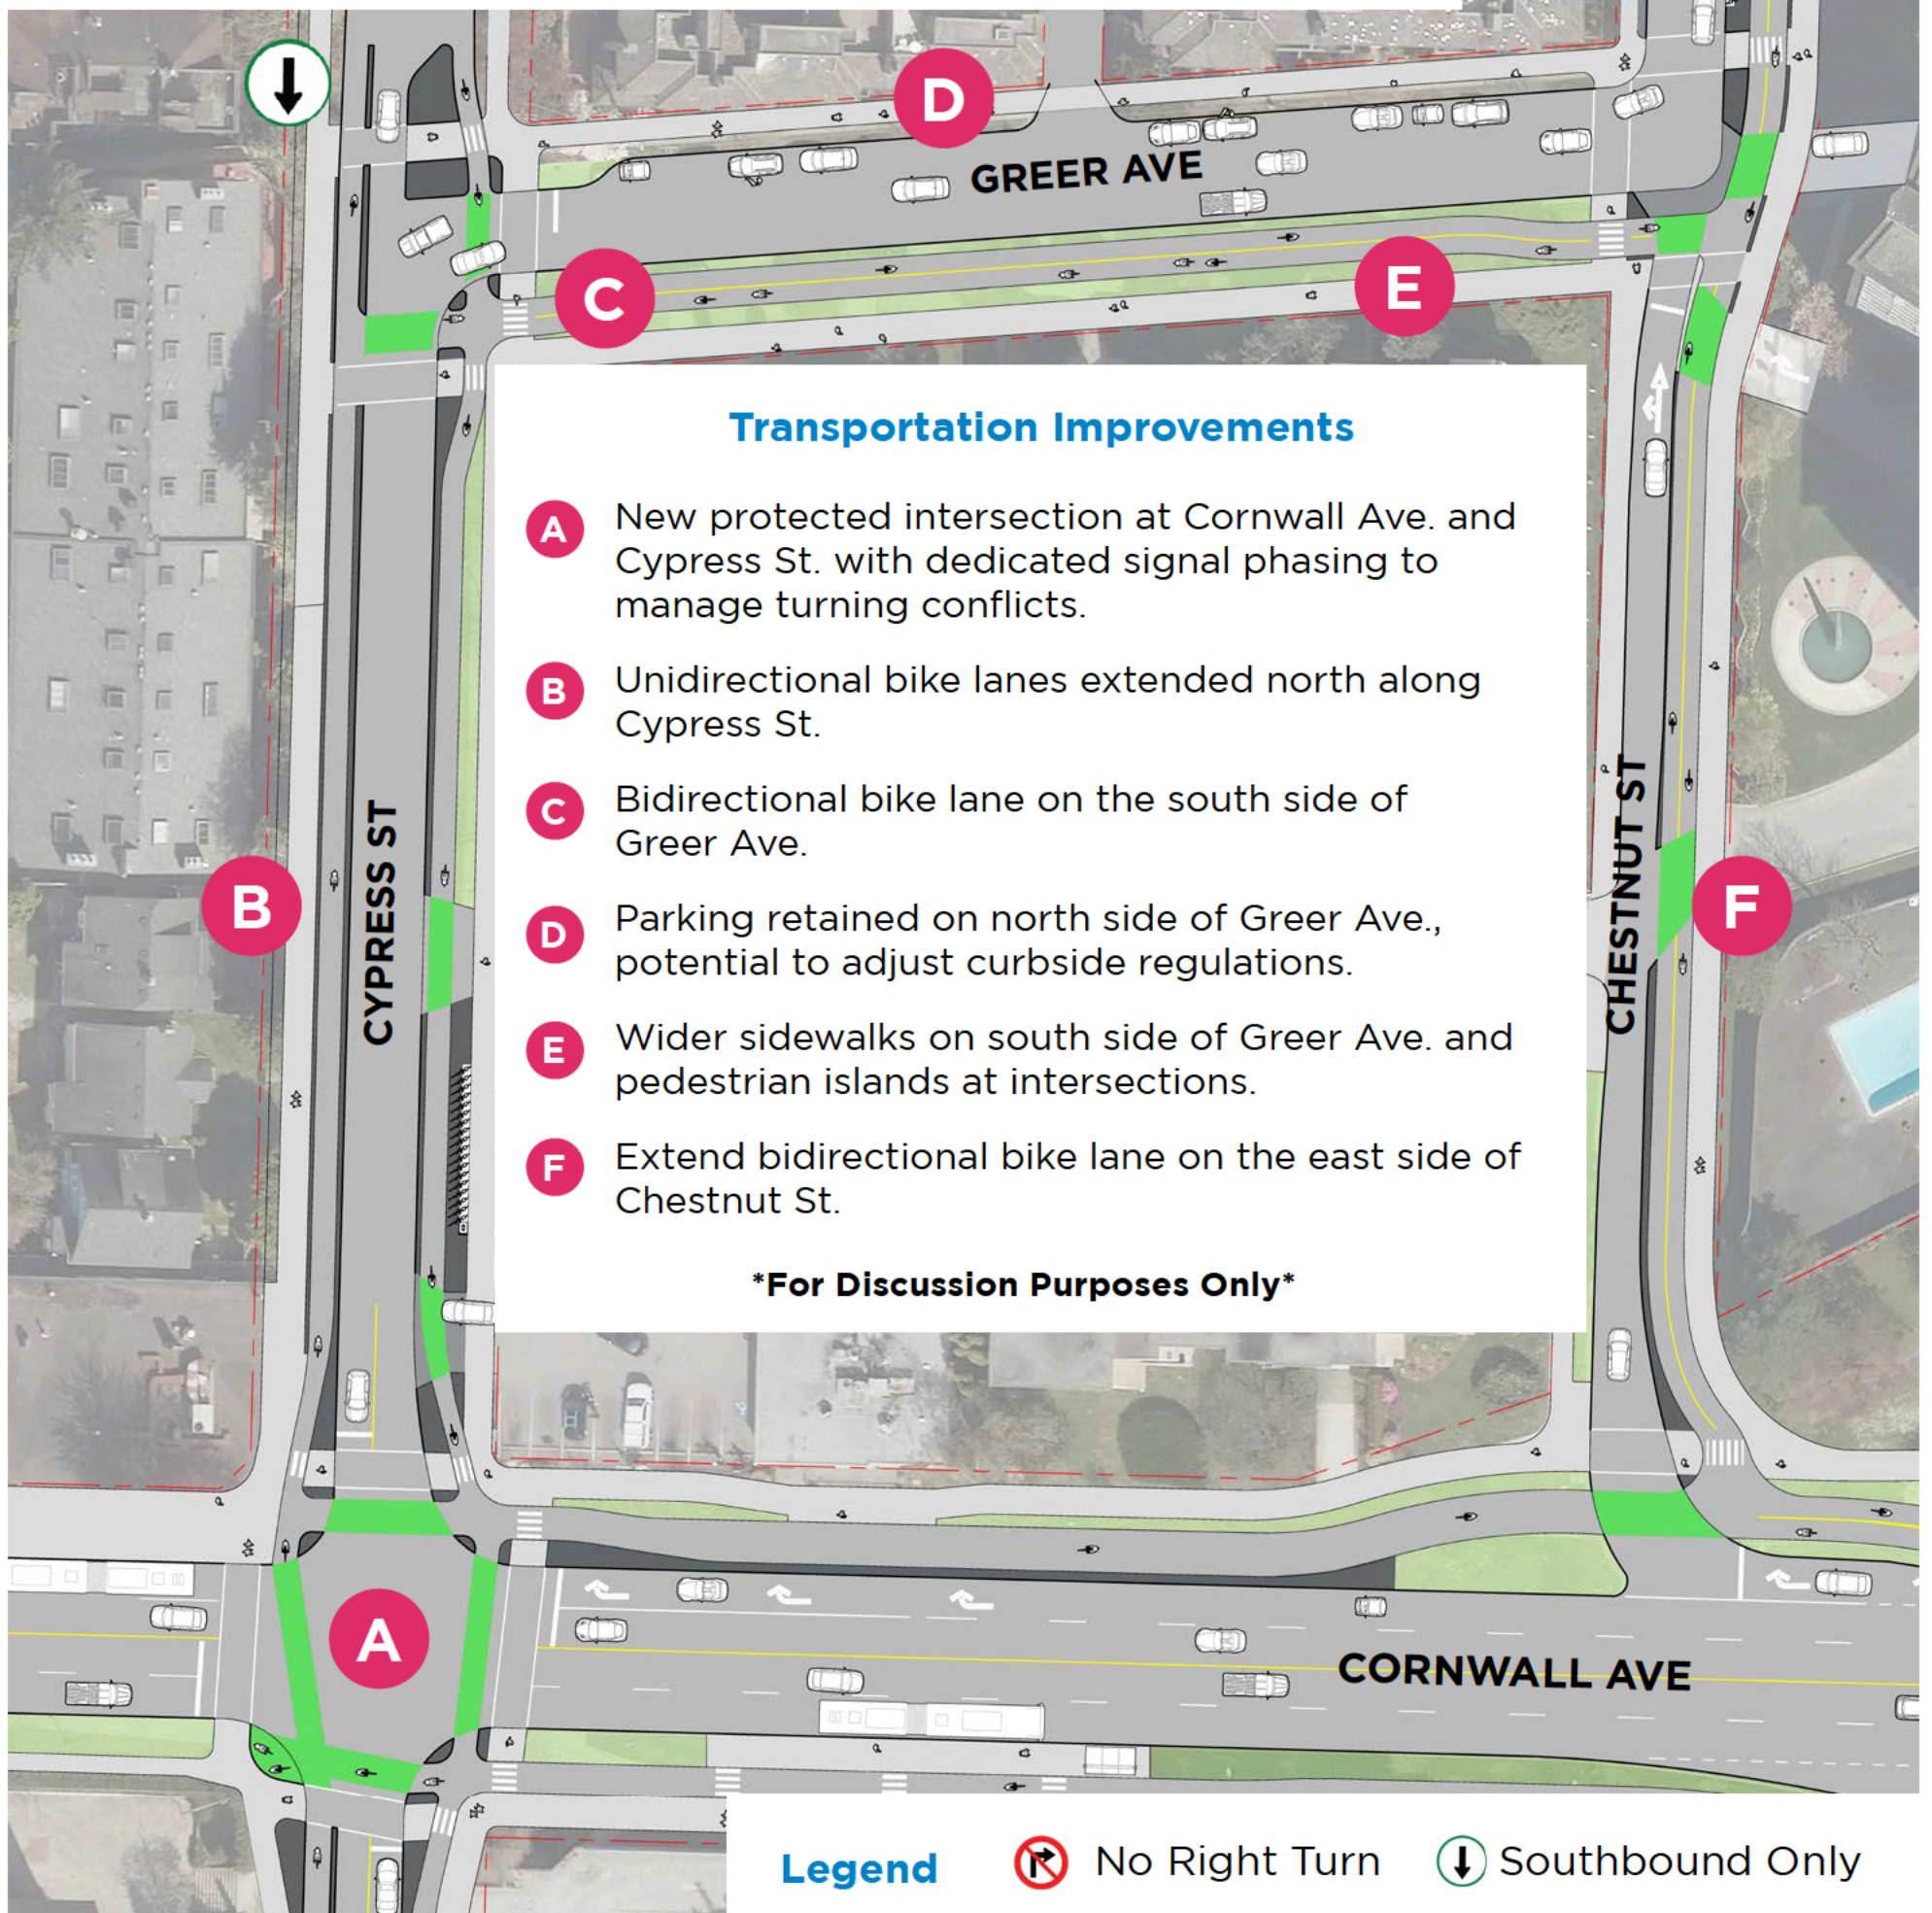 D
GREER AVE
C
E
Transportation Improvements
A
New protected intersection at Cornwall Ave. and
Cypress St. with dedicated signal phasing to
manage turning conflicts.
B
Unidirectional bike lanes extended north along
Cypress St.
C
Bidirectional bike lane on the south side of
Greer Ave.
D
Parking retained on north side of Greer Ave.,
potential to adjust curbside regulations.
E
Wider sidewalks on south side of Greer Ave. and
pedestrian islands at intersections.
F
Extend bidirectional bike lane on the east side of
Chestnut St.
*For Discussion Purposes Only*
B
CYPRESS ST
CHESTNUT ST
F
A
CORNWALL AVE
Legend
No Right Turn
Southbound Only